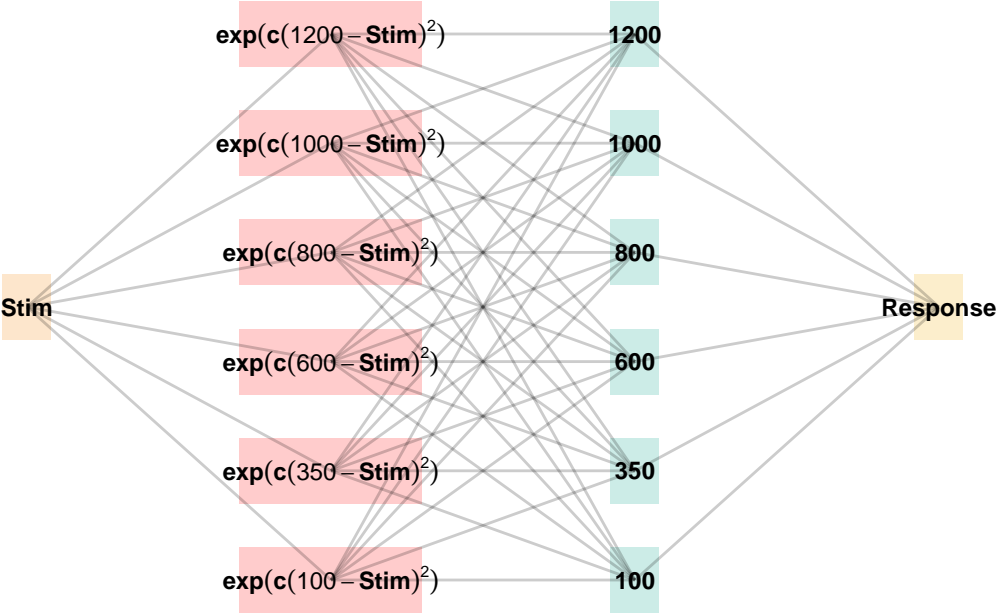 exp(c(1200 – Stim)²)
1200
exp(c(1000 – Stim)²)
1000
exp(c(800 – Stim)²)
800
Stim
Response
exp(c(600 – Stim)²)
600
exp(c(350 – Stim)²)
350
exp(c(100 – Stim)²)
100